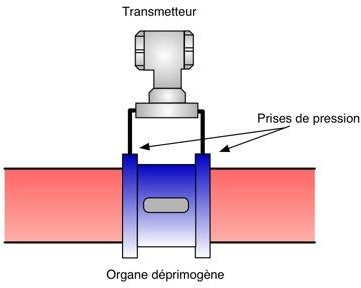 Transmetteur
Prises de pression
Organe déprimogène